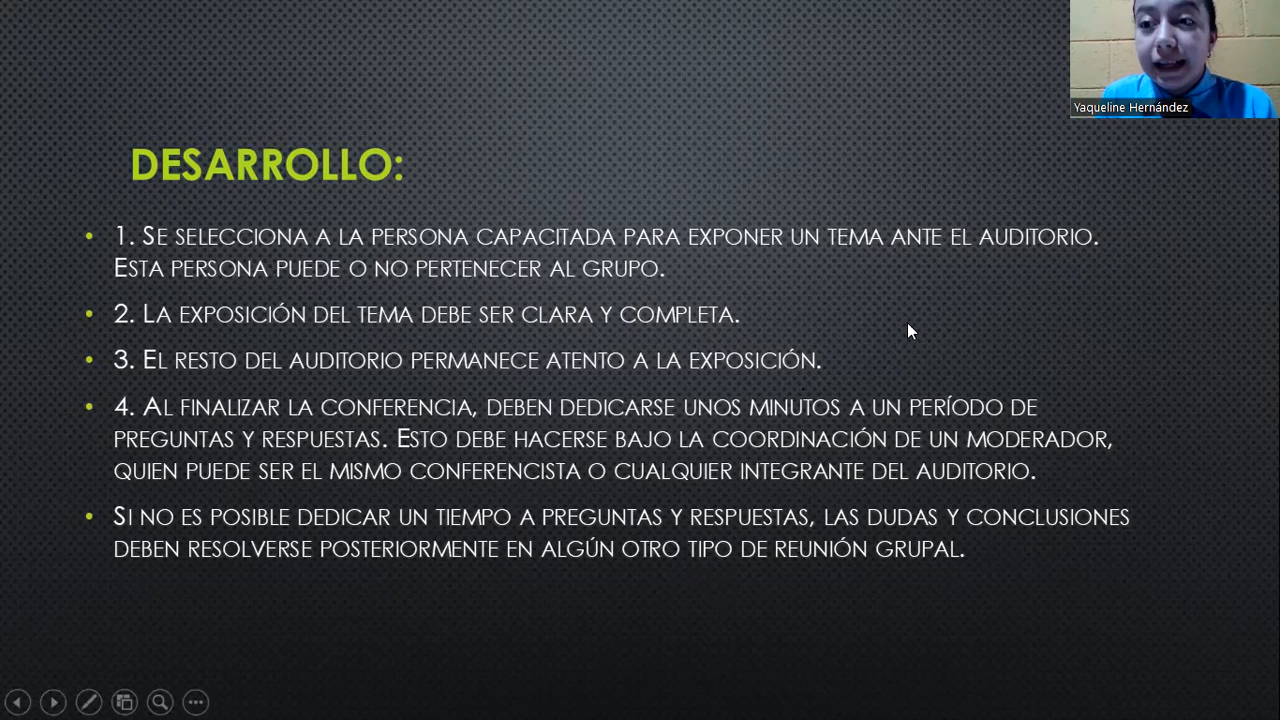 Yaqueline Hernández
DESARROLLO:
• 1. Se selecciona a la persona capacitada para exponer un tema ante el auditorio.
Esta persona puede o no pertenecer al grupo.
• 2. La exposición del tema debe ser clara y completa.
• 3. El resto del auditorio permanece atento a la exposición.
• 4. Al finalizar la conferencia, deben dedicarse unos minutos a un período de
preguntas y respuestas. Esto debe hacerse bajo la coordinación de un moderador,
quien puede ser el mismo conferencista o cualquier integrante del auditorio.
• Si no es posible dedicar un tiempo a preguntas y respuestas, las dudas y conclusiones
deben resolverse posteriormente en algún otro tipo de reunión grupal.